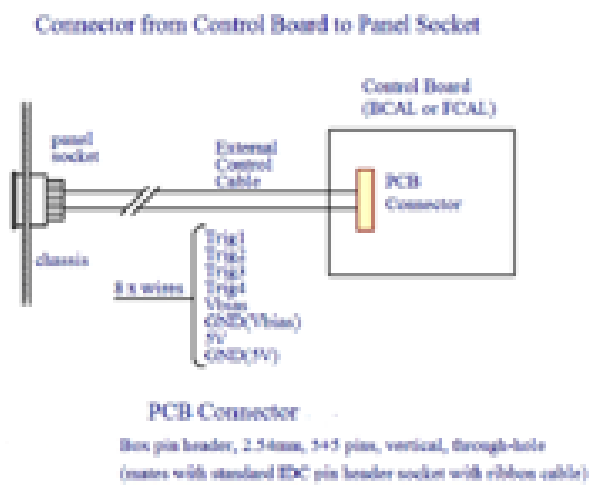 Connector from Control Board to Panel Socket
Control Board
(BCAL or FCAL)
panel
socket
External
Control
Cable
PCB
Connector
chassis
8 x wires
Trig1
Trig2
Trig3
Trig4
Vbias
GND(Vbias)
5V
GND(5V)
PCB Connector
Box pin header, 2.54mm, 5+5 pins, vertical, through-hole
(mates with standard IDC pin header socket with ribbon cable)